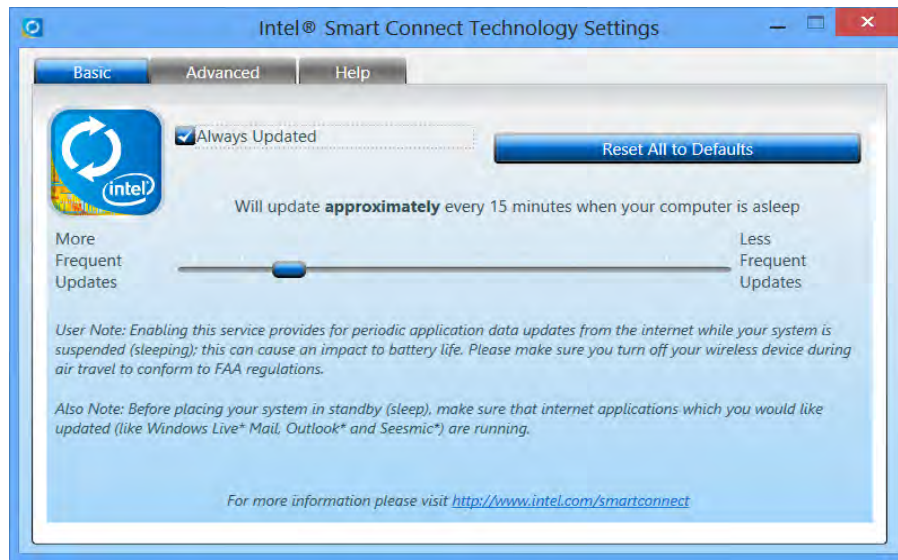 Intel® Smart Connect Technology Settings
Basic
Advanced
Help
Always Updated
Reset All to Defaults
intel®
Will update approximately every 15 minutes when your computer is asleep
More
Frequent
Updates
Less
Frequent
Updates
User Note: Enabling this service provides for periodic application data updates from the internet while your system is
suspended (sleeping); this can cause an impact to battery life. Please make sure you turn off your wireless device during
air travel to conform to FAA regulations.
Also Note: Before placing your system in standby (sleep), make sure that internet applications which you would like
updated (like Windows Live* Mail, Outlook* and Seesmic*) are running.
For more information please visit http://www.intel.com/smartconnect